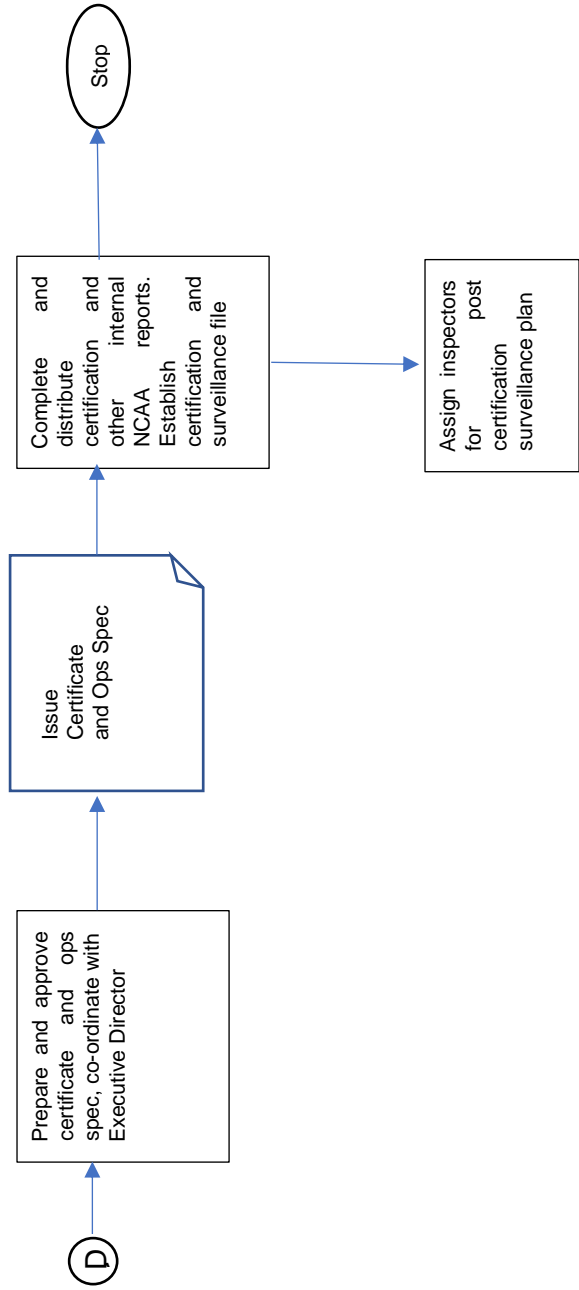 D
Prepare and approve
certificate and ops
spec, co-ordinate with
Executive Director
Issue
Certificate
and Ops Spec
Complete and
distribute
certification and
other internal
NCAA reports.
Establish
certification and
surveillance file
Stop
Assign inspectors
for post
certification
surveillance plan